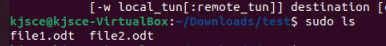 [-w local_tun[:remote_tun]] destination [c
kjsce@kjsce-VirtualBox:~/Downloads/test$ sudo ls
file1.odt  file2.odt